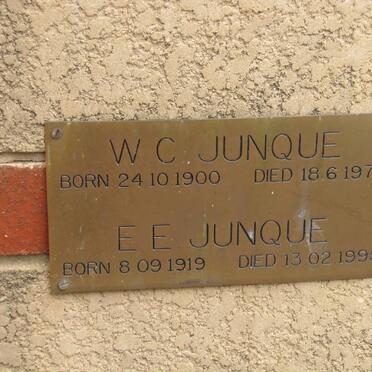 W C JUNQUE
BORN 24.10.1900 DIED 18.6.197
E E JUNQUE
BORN 8.09.1919 DIED 13.02.199